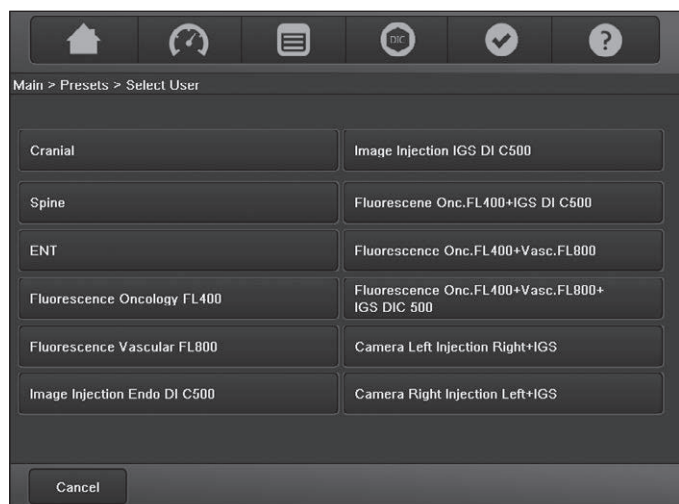 DIC
?
Main > Presets > Select User
Cranial
Image Injection IGS DI C500
Spine
Fluorescene Onc.FL400+IGS DI C500
ENT
Fluorescence Onc.FL400+Vasc.FL800
Fluorescence Oncology FL400
Fluorescence Onc.FL400+Vasc.FL800+
IGS DIC 500
Fluorescence Vascular FL800
Camera Left Injection Right+IGS
Image Injection Endo DI C500
Camera Right Injection Left+IGS
Cancel